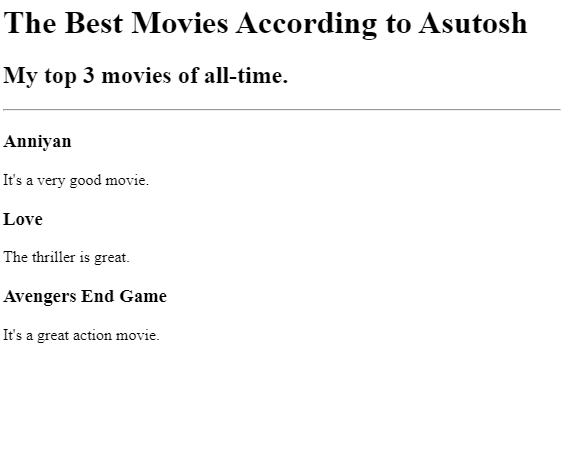 The Best Movies According to Asutosh
My top 3 movies of all-time.
Anniyan
It's a very good movie.
Love
The thriller is great.
Avengers End Game
It's a great action movie.